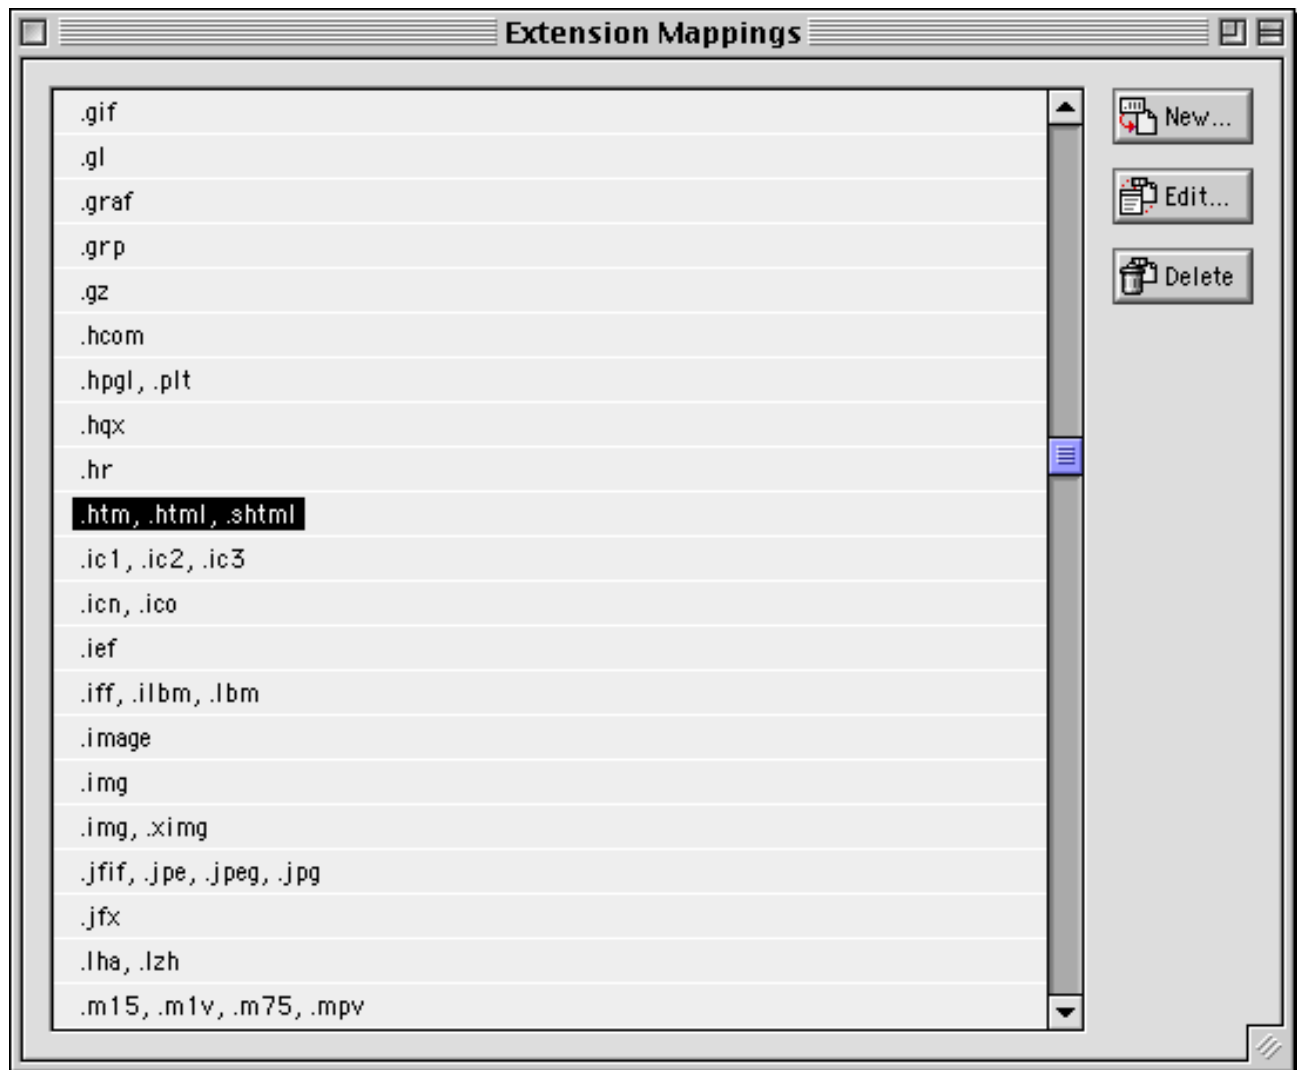 Extension Mappings
.gif
.gl
.graf
.grp
.gz
.hcom
.hpgl, .plt
.hqx
.hr
.htm, .html, .shtml
.ic1, .ic2, .ic3
.icn, .ico
.ief
.iff, .ilbm, .lbm
.image
.img
.img, .ximg
.jfif, .jpe, .jpeg, .jpg
.jfx
.lha, .lzh
.m15, .m1v, .m75, .mpv
New...
Edit...
Delete